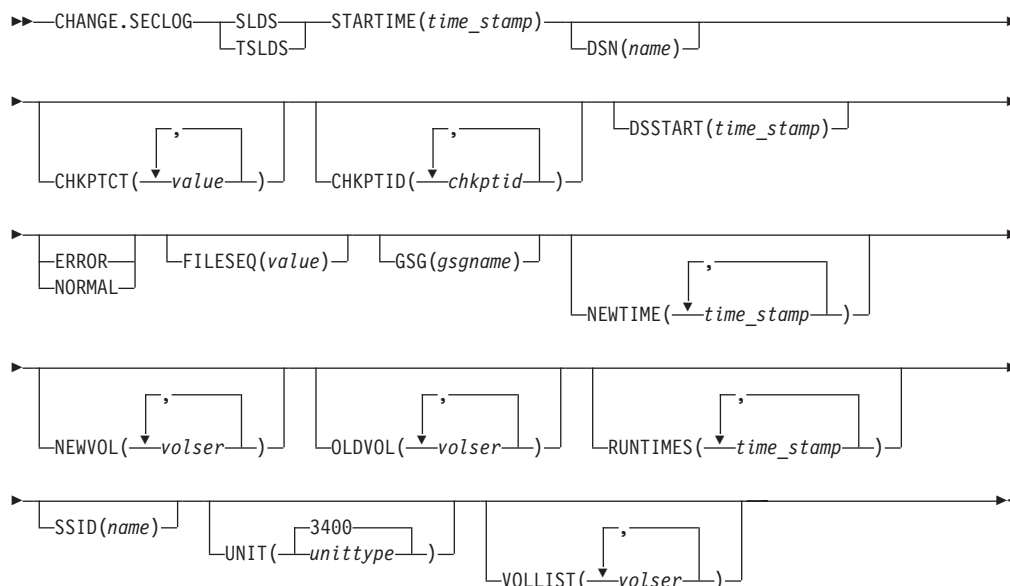 CHANGE.SECLOG SLDS STARTIME(time_stamp)
TSLDS DSN(name)
, , DSSTART(time_stamp)
CHKPTCT( value ) CHKPTID( chkptid )
ERROR FILESEQ(value) GSG(gsgname) ,
NORMAL NEWTIME( time_stamp )
, , ,
NEWVOL( volser ) OLDVOL( volser ) RUNTIMES( time_stamp )
SSID(name) 3400 ,
UNIT( unittype ) VOLLIST( volser )